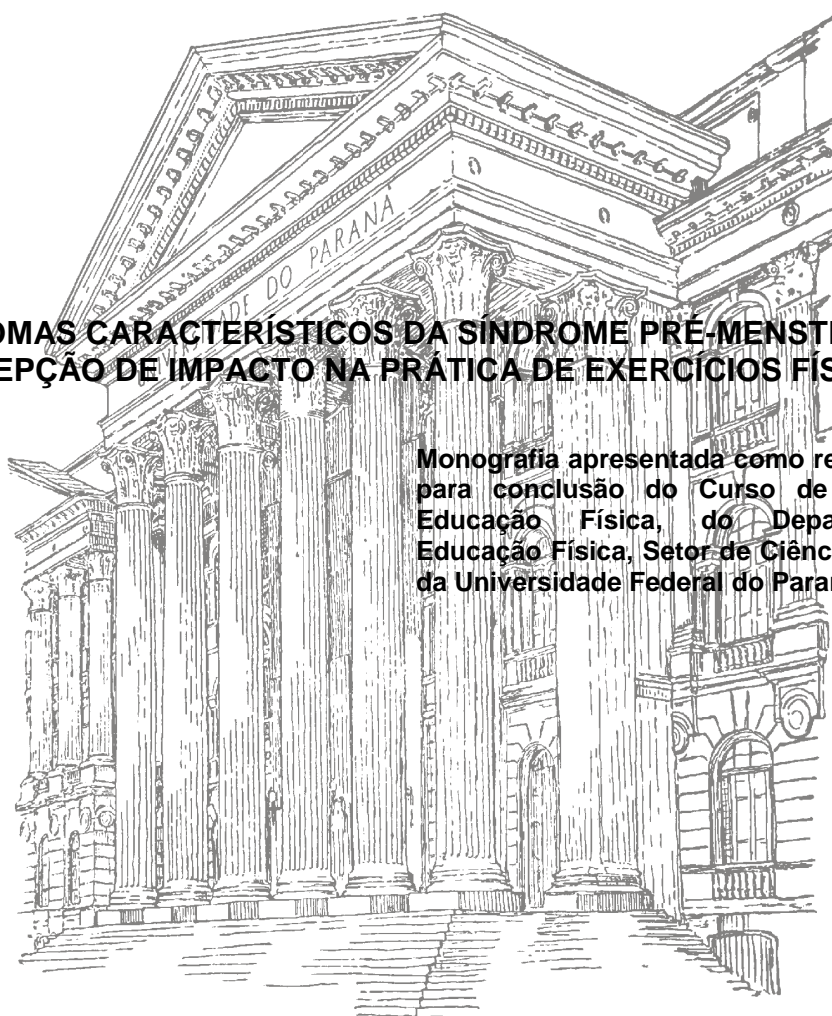 DE DO PARANÁ
OMAS CARACTERÍSTICOS DA SÍNDROME PRÉ-MENST
EPÇÃO DE IMPACTO NA PRÁTICA DE EXERCÍCIOS FÍS
Monografia apresentada como re
para conclusão do Curso de
Educação Física, do Depa
Educação Física, Setor de Ciênc
da Universidade Federal do Paran